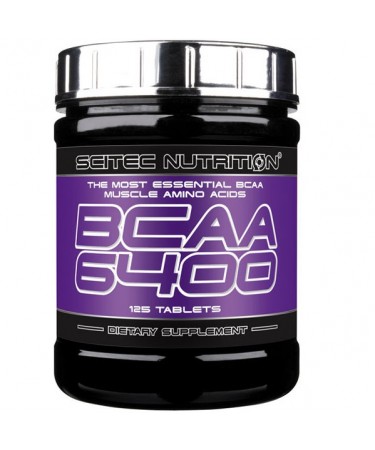 SCITEC NUTRITION®
THE MOST ESSENTIAL BCAA
MUSCLE AMINO ACIDS
BCAA
6400
125 TABLETS
DIETARY SUPPLEMENT